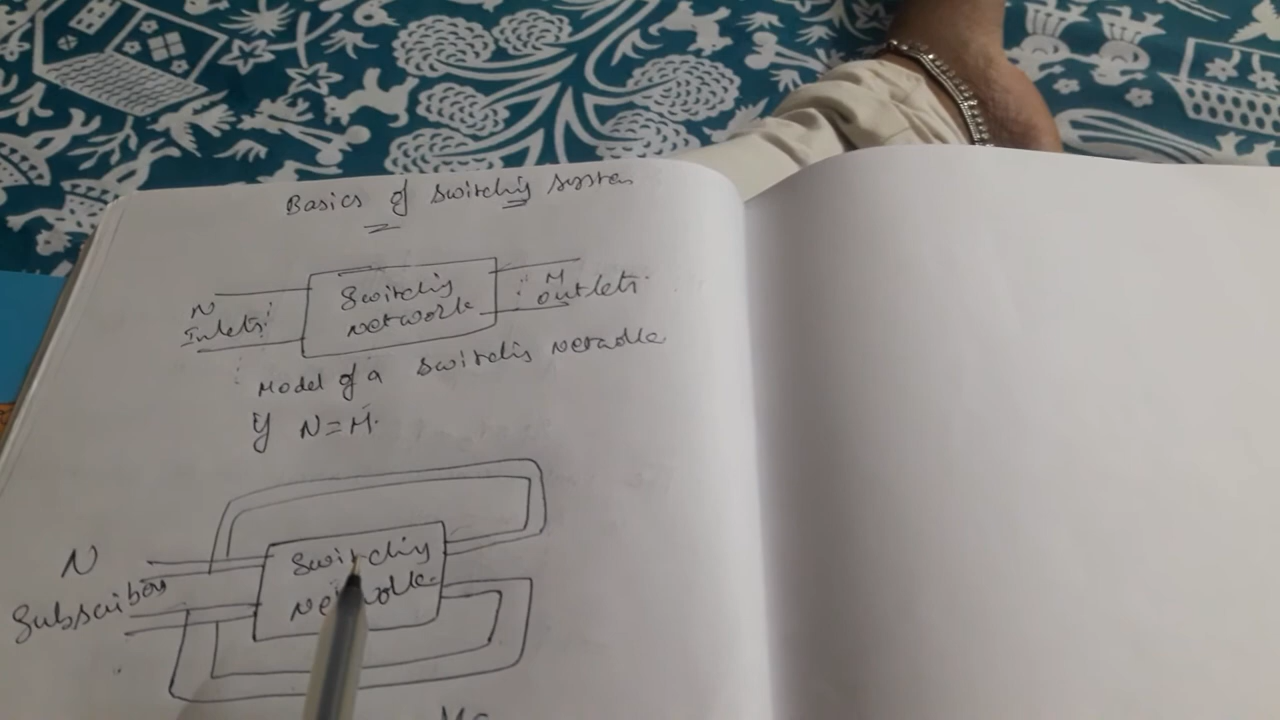 Basics of Switching System
N
Inlets
Switching
network
M
outlets.
Model of a Switching Network
If N=M.
N
Subscribers
Switching
Network